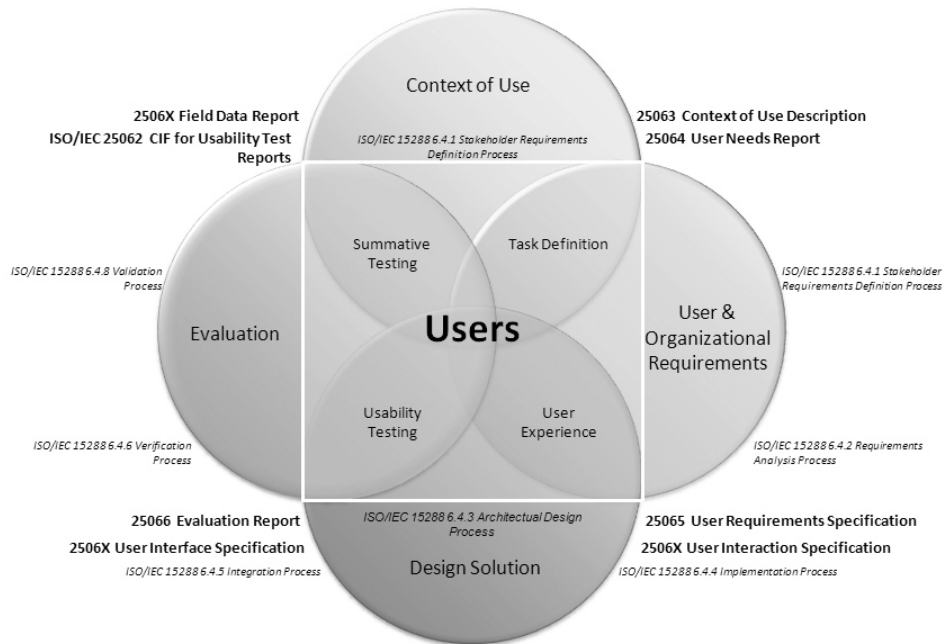 Context of Use
2506X Field Data Report
ISO/IEC 25062 CIF for Usability Test
Reports
25063 Context of Use Description
25064 User Needs Report
ISO/IEC 15288 6.4.1 Stakeholder Requirements
Definition Process
Summative
Testing
Task Definition
ISO/IEC 15288 6.4.8 Validation
Process
ISO/IEC 15288 6.4.1 Stakeholder
Requirements Definition Process
Evaluation
Users
User &
Organizational
Requirements
Usability
Testing
User
Experience
ISO/IEC 15288 6.4.6 Verification
Process
ISO/IEC 15288 6.4.2 Requirements
Analysis Process
25066 Evaluation Report
2506X User Interface Specification
ISO/IEC 15288 6.4.5 Integration Process
ISO/IEC 15288 6.4.3 Architectual Design
Process
Design Solution
25065 User Requirements Specification
2506X User Interaction Specification
ISO/IEC 15288 6.4.4 Implementation Process